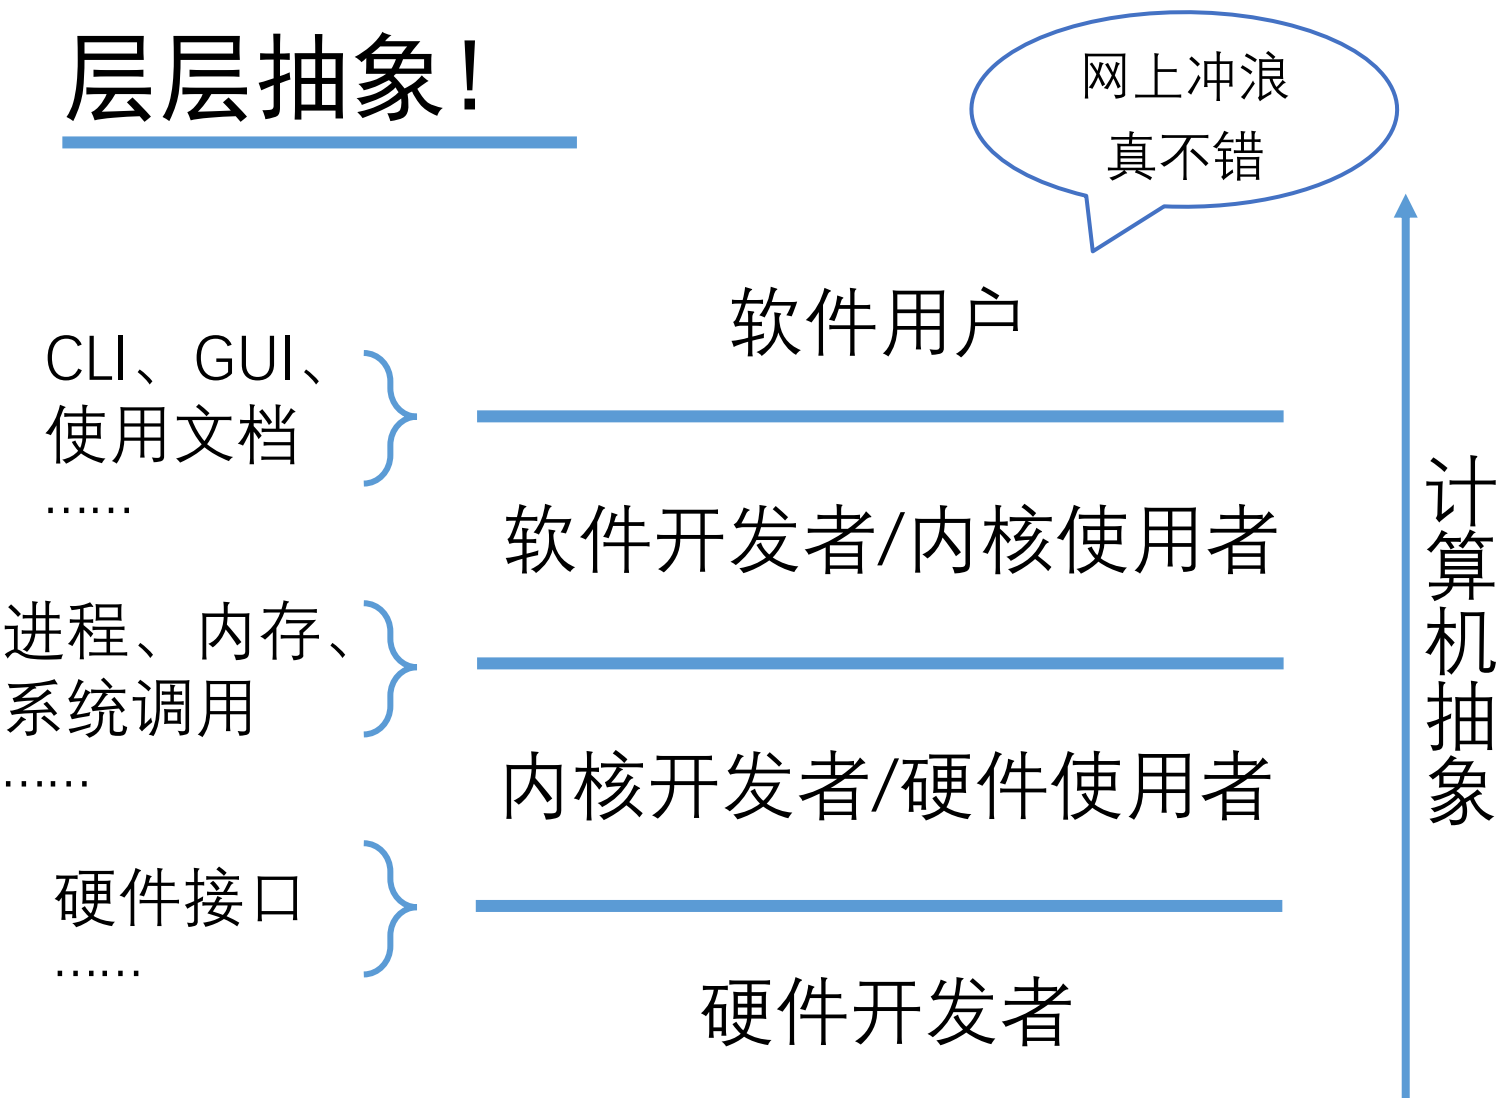 层层抽象！
网上冲浪
真不错
软件用户
CLI、GUI、
使用文档
……
软件开发者/内核使用者
进程、内存、
系统调用
……
内核开发者/硬件使用者
硬件接口
……
硬件开发者
计算机抽象